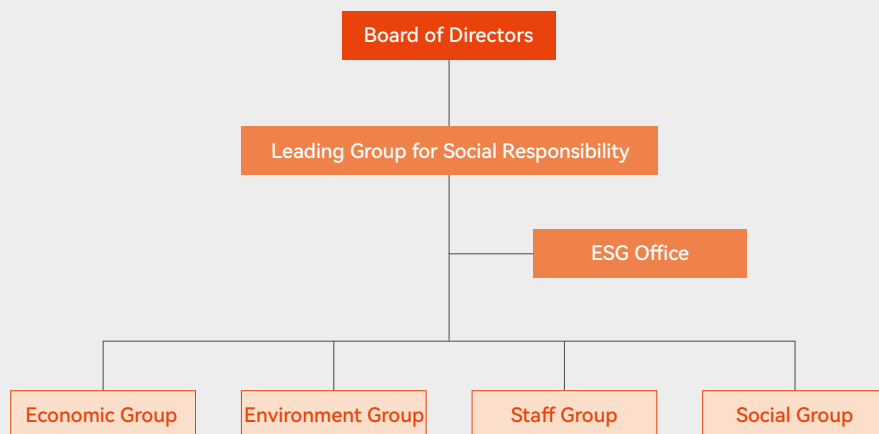 Board of Directors
Leading Group for Social Responsibility
ESG Office
Economic Group
Environment Group
Staff Group
Social Group